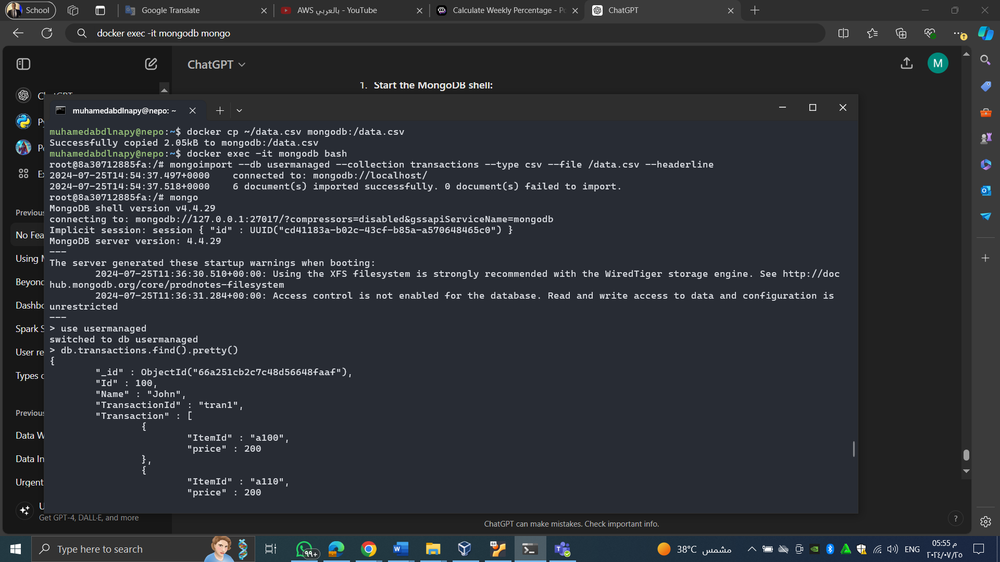 School
Google Translate
AWS بالعربي - YouTube
Calculate Weekly Percentage - Po
ChatGPT
docker exec -it mongodb mongo
ChatGPT
M
1. Start the MongoDB shell:
muhamedabdlnapy@nepo: ~
muhamedabdlnapy@nepo:~$ docker cp ~/data.csv mongodb:/data.csv
Successfully copied 2.05kB to mongodb:/data.csv
muhamedabdlnapy@nepo:~$ docker exec -it mongodb bash
root@8a30712885fa:/# mongoimport --db usermanaged --collection transactions --type csv --file /data.csv --headerline
2024-07-25T14:54:37.497+0000    connected to: mongodb://localhost/
2024-07-25T14:54:37.518+0000    6 document(s) imported successfully. 0 document(s) failed to import.
root@8a30712885fa:/# mongo
MongoDB shell version v4.4.29
connecting to: mongodb://127.0.0.1:27017/?compressors=disabled&gssapiServiceName=mongodb
Implicit session: session { "id" : UUID("cd41183a-b02c-43cf-b85a-a570648465c0") }
MongoDB server version: 4.4.29
---
The server generated these startup warnings when booting:
2024-07-25T11:36:30.510+00:00: Using the XFS filesystem is strongly recommended with the WiredTiger storage engine. See http://doc
hub.mongodb.org/core/prodnotes-filesystem
2024-07-25T11:36:31.284+00:00: Access control is not enabled for the database. Read and write access to data and configuration is
unrestricted
---
> use usermanaged
switched to db usermanaged
> db.transactions.find().pretty()
{
"_id" : ObjectId("66a251cb2c7c48d56648faaf"),
"Id" : 100,
"Name" : "John",
"TransactionId" : "tran1",
"Transaction" : [
{
"ItemId" : "a100",
"price" : 200
},
{
"ItemId" : "a110",
"price" : 200
Previous
No Fea
Using
Beyond
Dashbo
Spark S
User re
Types
Previous
Data W
Data In
Urgent
U
Get GPT-4, DALL·E, and more
ChatGPT can make mistakes. Check important info.
?
Type here to search
٩٩+
38°C مشمس
ENG
05:55 م
٢٠٢٤/٠٧/٢٥